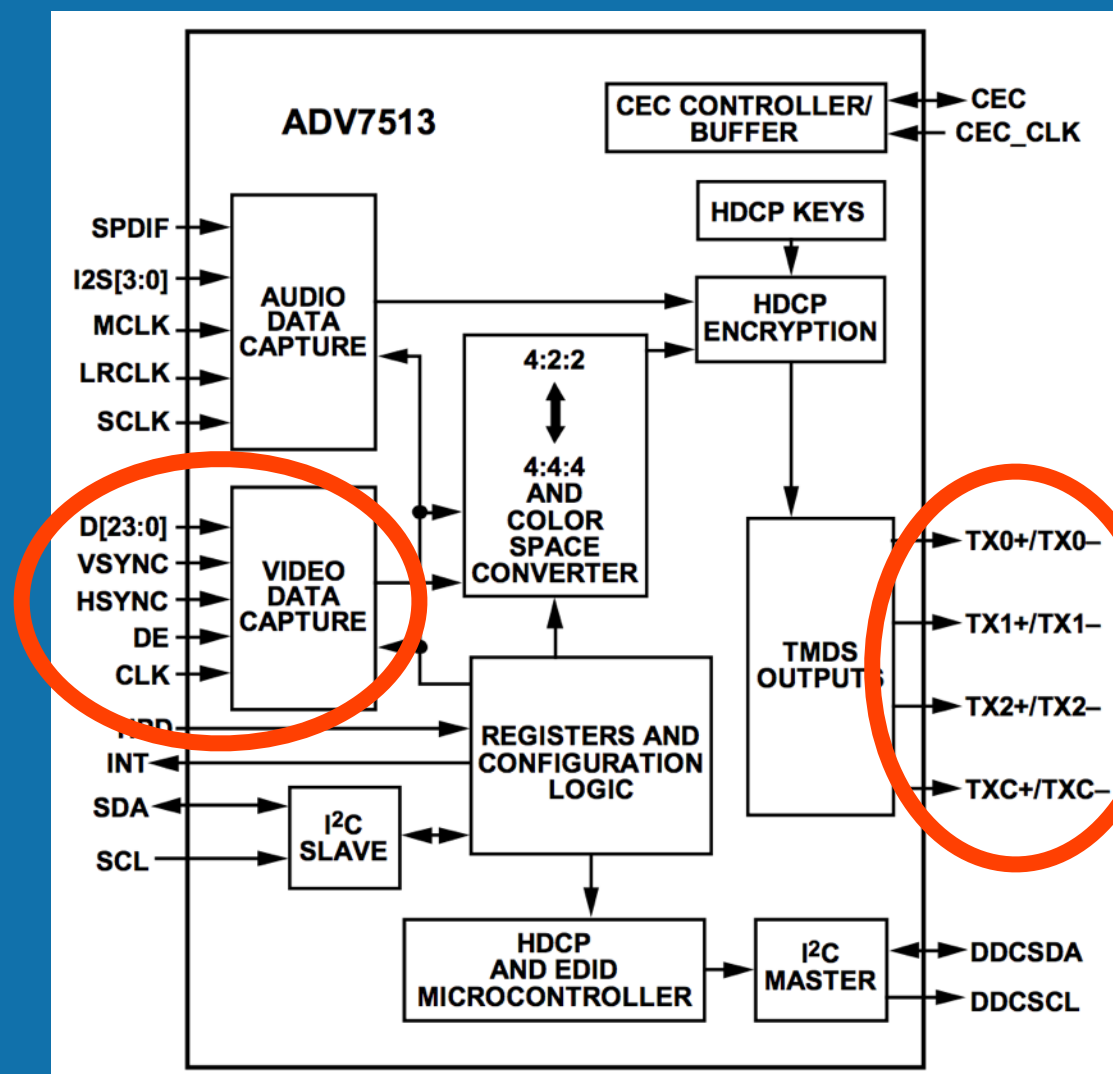 ADV7513
CEC CONTROLLER/
BUFFER
CEC
CEC_CLK
HDCP KEYS
SPDIF
I2S[3:0]
MCLK
LRCLK
SCLK
AUDIO
DATA
CAPTURE
HDCP
ENCRYPTION
4:2:2
4:4:4
AND
COLOR
SPACE
CONVERTER
D[23:0]
VSYNC
HSYNC
DE
CLK
VIDEO
DATA
CAPTURE
TMDS
OUTPUTS
TX0+/TX0–
TX1+/TX1–
TX2+/TX2–
TXC+/TXC–
INT
SDA
SCL
I²C
SLAVE
REGISTERS AND
CONFIGURATION
LOGIC
HDCP
AND EDID
MICROCONTROLLER
I²C
MASTER
DDCSDA
DDCSCL